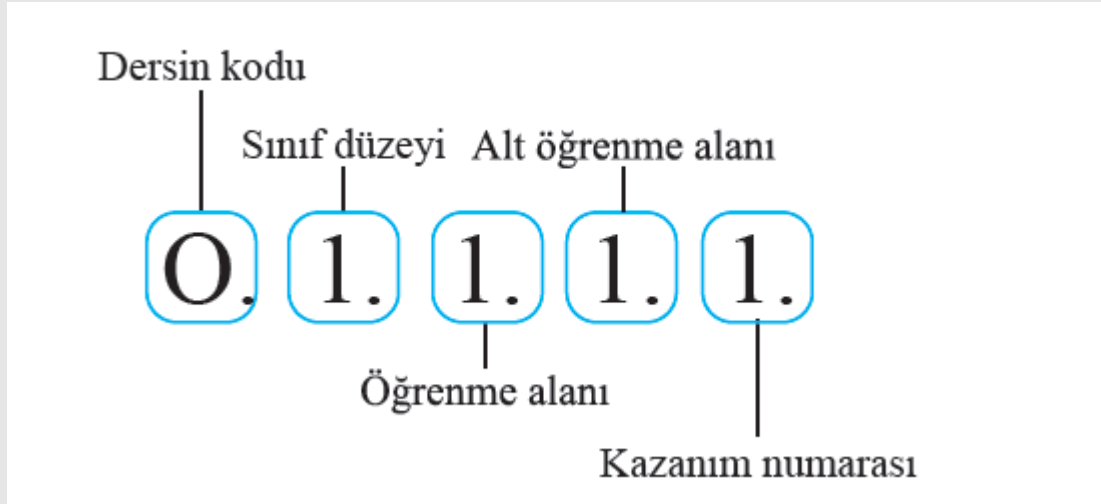 Dersin kodu
Sınıf düzeyi Alt öğrenme alanı
O. 1. 1. 1. 1.
Öğrenme alanı
Kazanım numarası